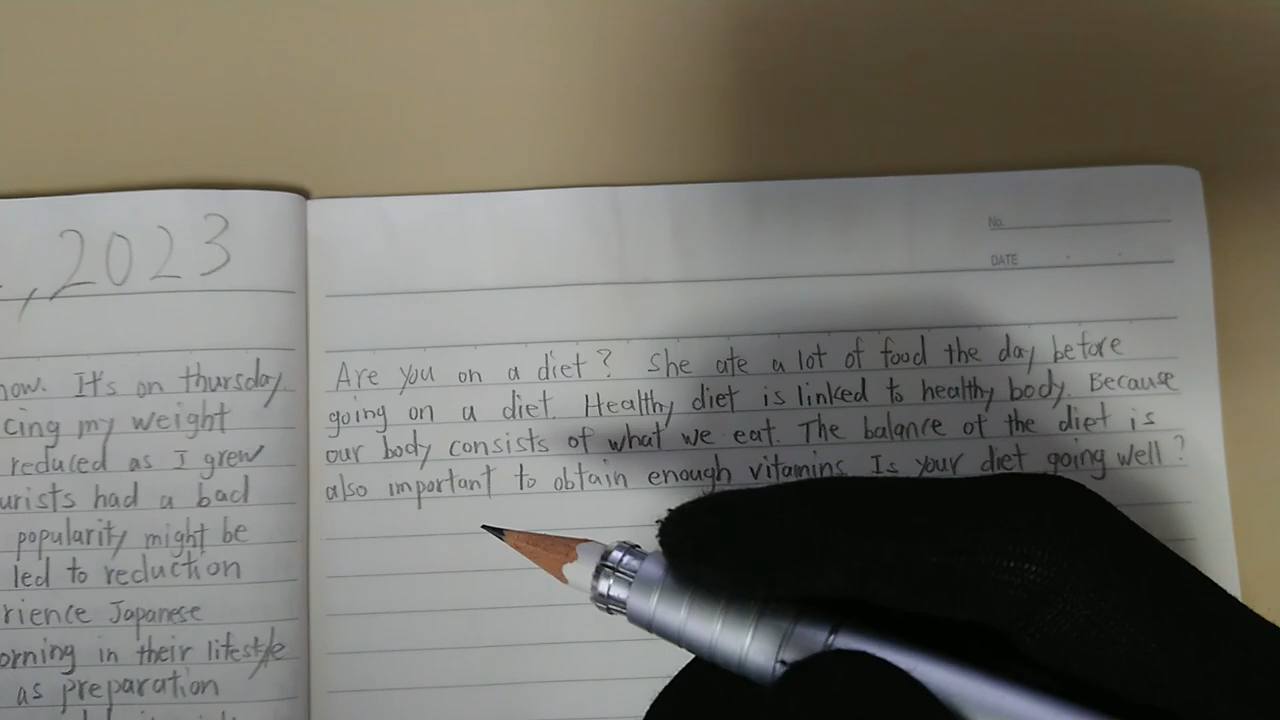 ,2023
now. It's on thursday.
cing my weight
reduced as I grew
urists had a bad
popularity might be
led to reduction
rience Japanese
orning in their lifestyle
as preparation
No.
DATE
Are you on a diet? She ate a lot of food the day before
going on a diet. Healthy diet is linked to healthy body. Because
our body consists of what we eat. The balance of the diet is
also important to obtain enough vitamins. Is your diet going well?